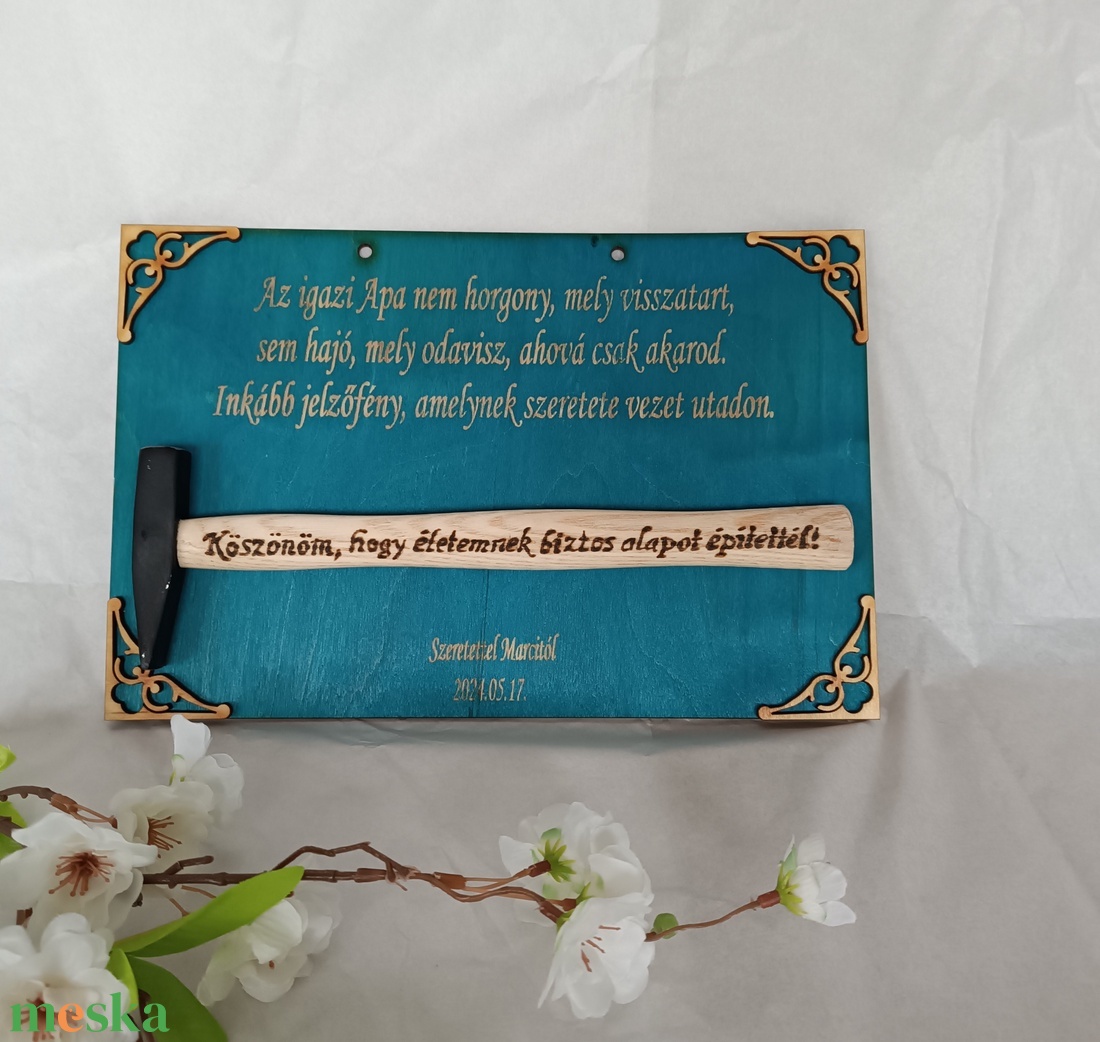 Az igazi Apa nem horgony, mely visszatart,
sem hajó, mely odavisz, ahová csak akarod.
Inkább jelzőfény, amelynek szeretete vezet utadon.
Köszönöm, hogy életemnek biztos alapot építettél!
Szeretettel Marcitól
2024.05.17.
meska